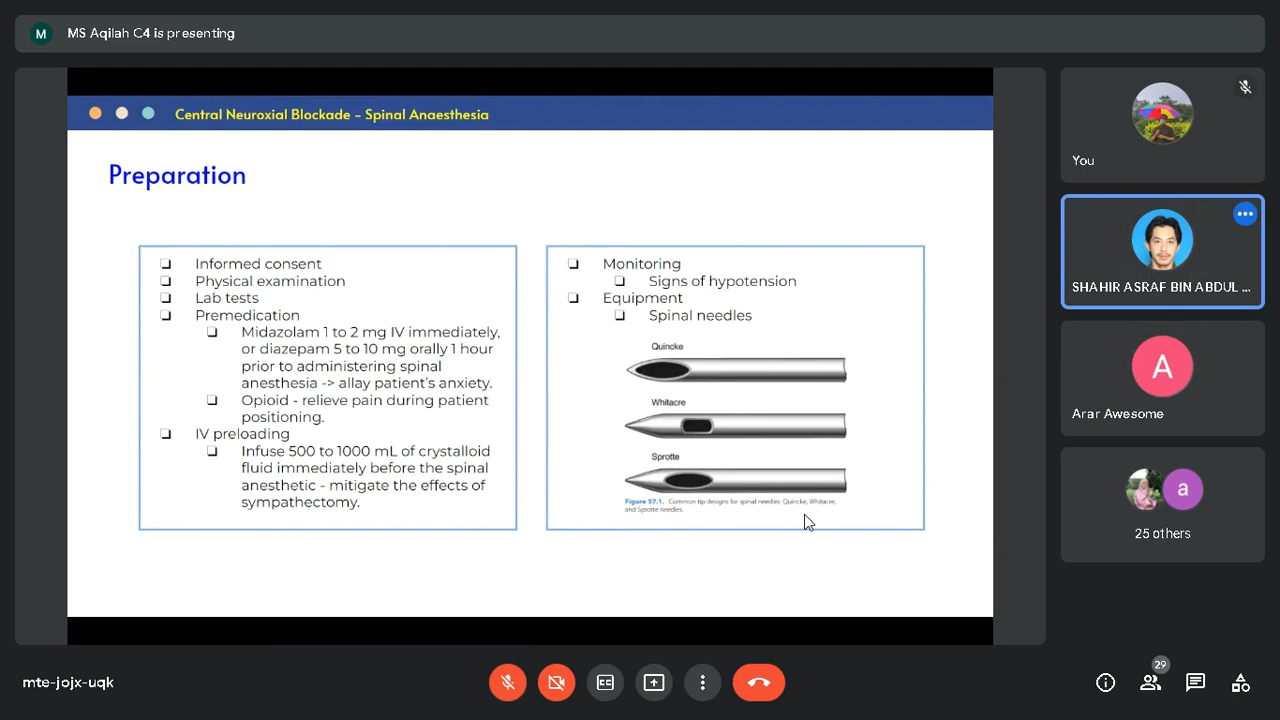 M
MS Aqilah C4 is presenting
Central Neuroxial Blockade - Spinal Anaesthesia
Preparation
❏ Informed consent
❏ Physical examination
❏ Lab tests
❏ Premedication
❏ Midazolam 1 to 2 mg IV immediately,
or diazepam 5 to 10 mg orally 1 hour
prior to administering spinal
anesthesia -> allay patient's anxiety.
❏ Opioid - relieve pain during patient
positioning.
❏ IV preloading
❏ Infuse 500 to 1000 mL of crystalloid
fluid immediately before the spinal
anesthetic - mitigate the effects of
sympathectomy.
❏ Monitoring
❏ Signs of hypotension
❏ Equipment
❏ Spinal needles
Quincke
Whitacre
Sprotte
Figure 57.1. Common tip designs for spinal needles: Quincke, Whitacre,
and Sprotte needles.
You
SHAHIR ASRAF BIN ABDUL ...
A
Arar Awesome
a
25 others
mte-jojx-uqk
CC
29